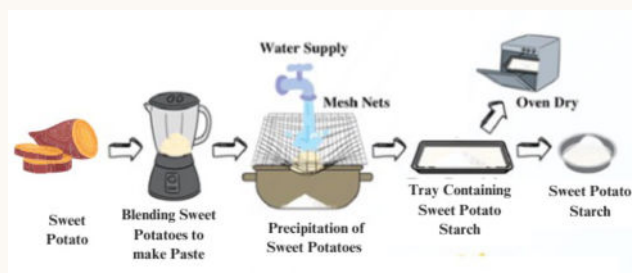 Water Supply
Mesh Nets
Oven Dry
Sweet
Potato
Blending Sweet
Potatoes to
make Paste
Precipitation of
Sweet Potatoes
Tray Containing
Sweet Potato
Starch
Sweet Potato
Starch